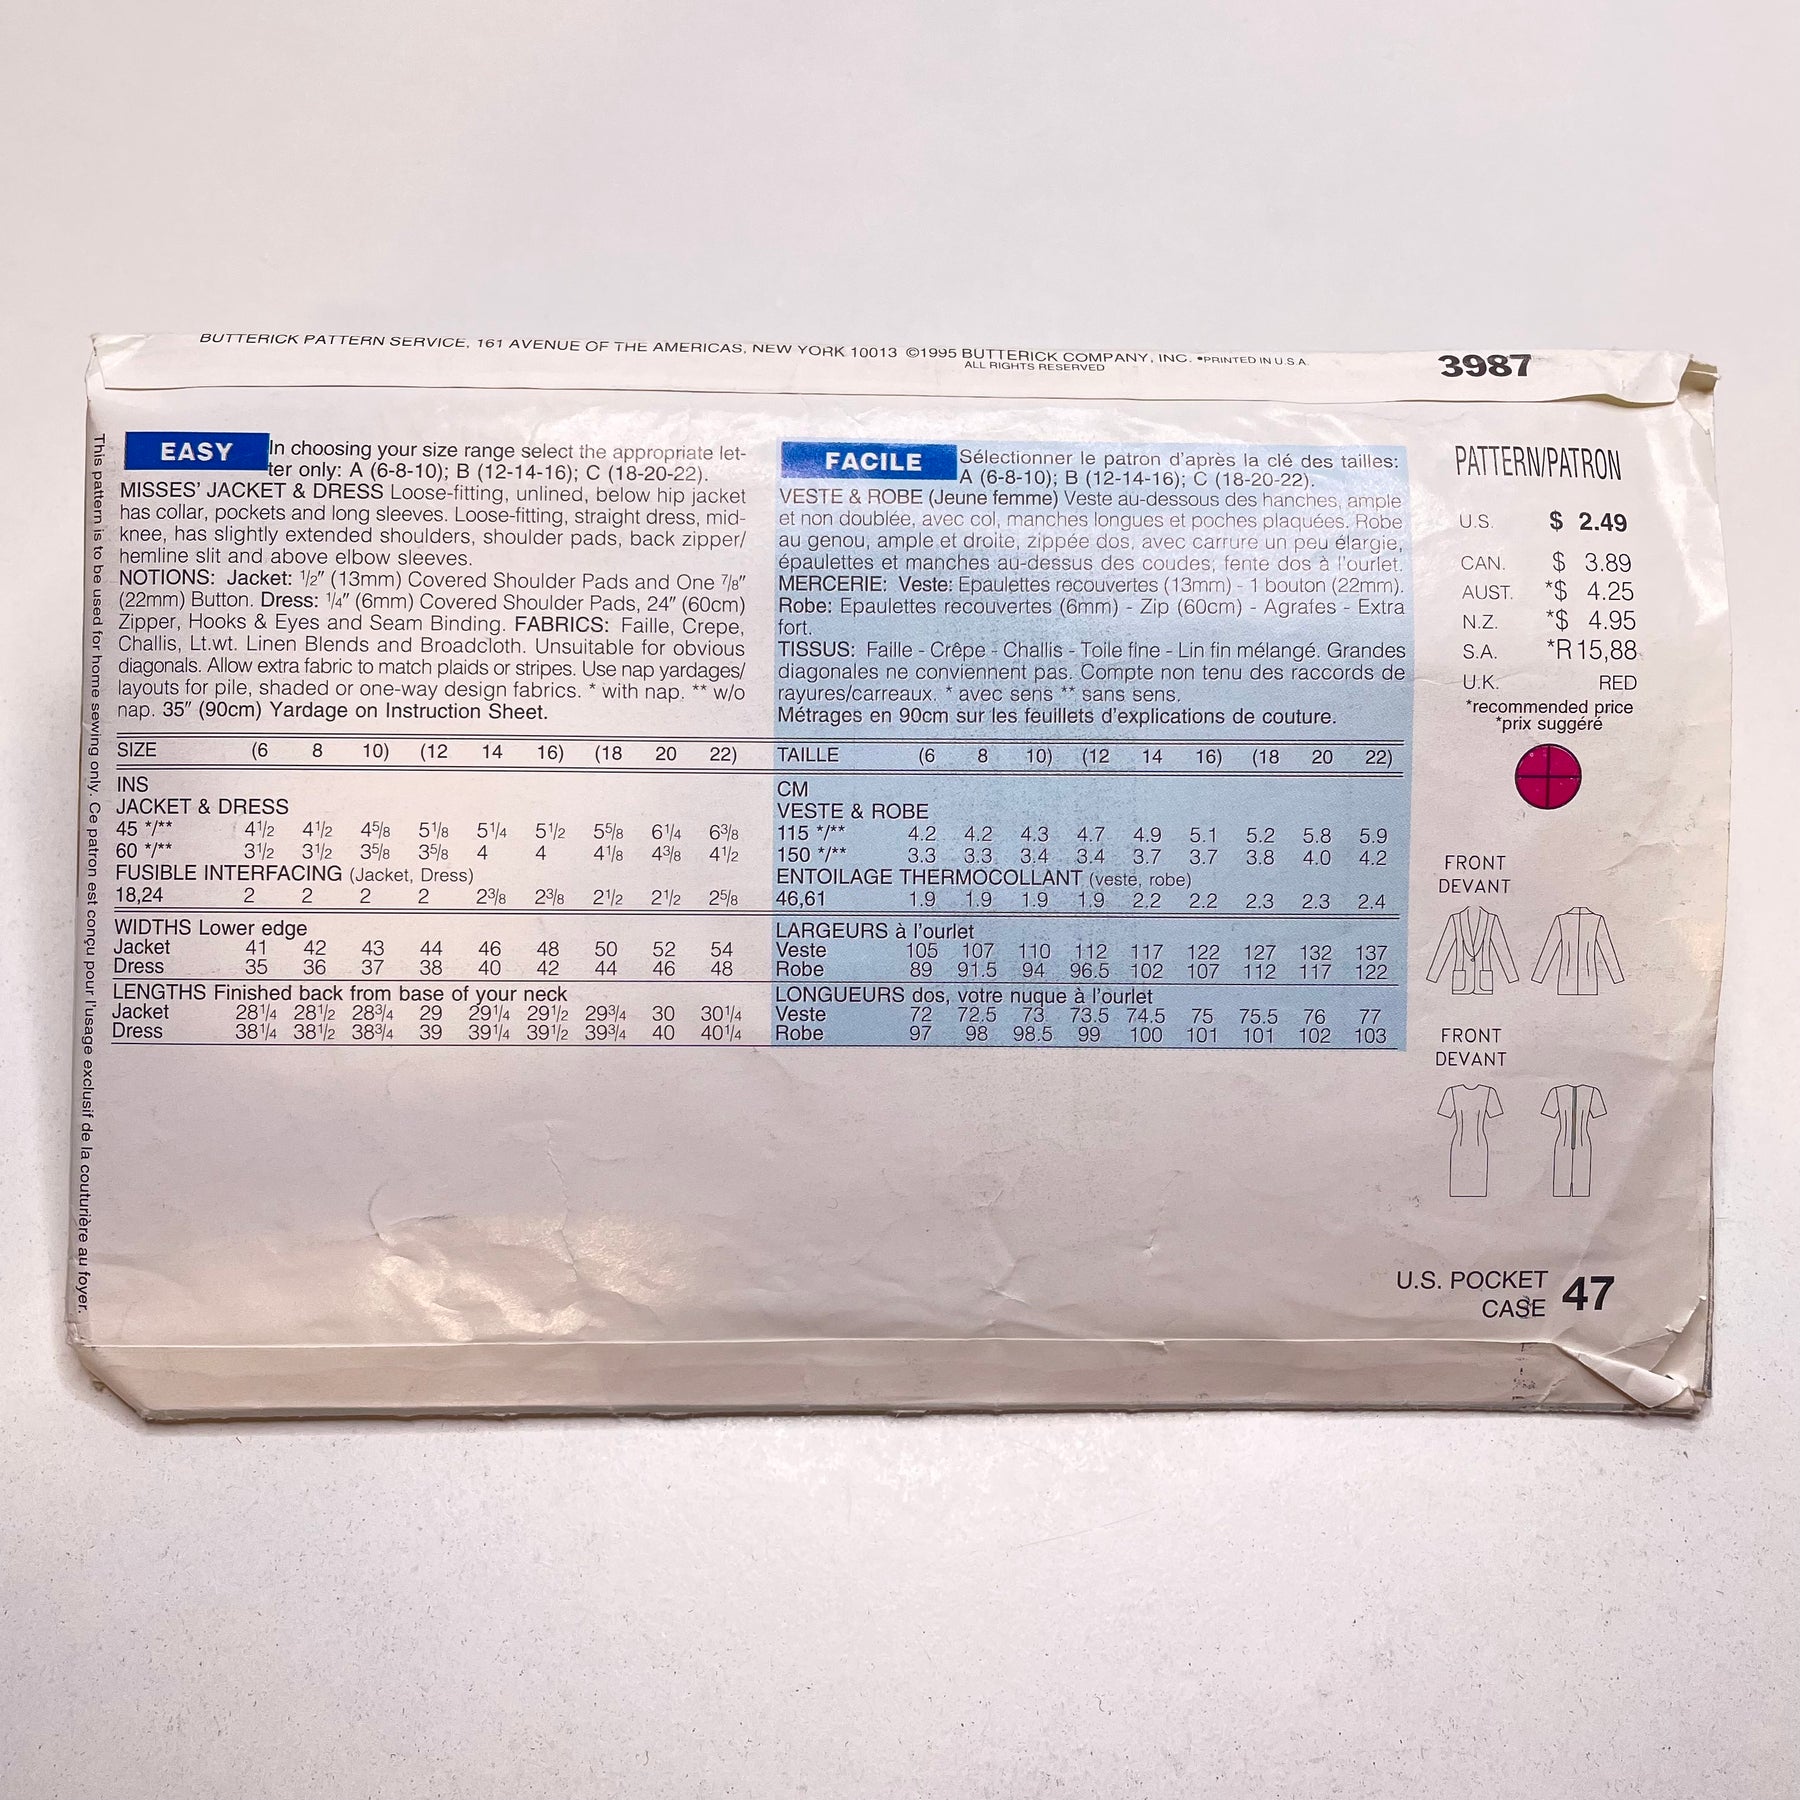 BUTTERICK PATTERN SERVICE, 161 AVENUE OF THE AMERICAS, NEW YORK 10013 ©1995 BUTTERICK COMPANY, INC. •PRINTED IN U.S.A.
ALL RIGHTS RESERVED
3987
This pattern is to be used for home sewing only. Ce patron est conçu pour l'usage exclusif de la couturière au foyer.
EASY In choosing your size range select the appropriate let-
ter only: A (6-8-10); B (12-14-16); C (18-20-22).
MISSES' JACKET & DRESS Loose-fitting, unlined, below hip jacket
has collar, pockets and long sleeves. Loose-fitting, straight dress, mid-
knee, has slightly extended shoulders, shoulder pads, back zipper/
hemline slit and above elbow sleeves.
NOTIONS: Jacket: 1/2" (13mm) Covered Shoulder Pads and One 7/8"
(22mm) Button. Dress: 1/4" (6mm) Covered Shoulder Pads, 24" (60cm)
Zipper, Hooks & Eyes and Seam Binding. FABRICS: Faille, Crepe,
Challis, Lt.wt. Linen Blends and Broadcloth. Unsuitable for obvious
diagonals. Allow extra fabric to match plaids or stripes. Use nap yardages/
layouts for pile, shaded or one-way design fabrics. * with nap. ** w/o
nap. 35" (90cm) Yardage on Instruction Sheet.
SIZE (6 8 10) (12 14 16) (18 20 22)
INS
JACKET & DRESS
45 */** 4 1/2 4 1/2 4 5/8 5 1/8 5 1/4 5 1/2 5 5/8 6 1/4 6 3/8
60 */** 3 1/2 3 1/2 3 5/8 3 5/8 4 4 4 1/8 4 3/8 4 1/2
FUSIBLE INTERFACING (Jacket, Dress)
18,24 2 2 2 2 2 3/8 2 3/8 2 1/2 2 1/2 2 5/8
WIDTHS Lower edge
Jacket 41 42 43 44 46 48 50 52 54
Dress 35 36 37 38 40 42 44 46 48
LENGTHS Finished back from base of your neck
Jacket 28 1/4 28 1/2 28 3/4 29 29 1/4 29 1/2 29 3/4 30 30 1/4
Dress 38 1/4 38 1/2 38 3/4 39 39 1/4 39 1/2 39 3/4 40 40 1/4
FACILE Sélectionner le patron d'après la clé des tailles:
A (6-8-10); B (12-14-16); C (18-20-22).
VESTE & ROBE (Jeune femme) Veste au-dessous des hanches, ample
et non doublée, avec col, manches longues et poches plaquées. Robe
au genou, ample et droite, zippée dos, avec carrure un peu élargie,
épaulettes et manches au-dessus des coudes; fente dos à l'ourlet.
MERCERIE: Veste: Epaulettes recouvertes (13mm) - 1 bouton (22mm).
Robe: Epaulettes recouvertes (6mm) - Zip (60cm) - Agrafes - Extra
fort.
TISSUS: Faille - Crêpe - Challis - Toile fine - Lin fin mélangé. Grandes
diagonales ne conviennent pas. Compte non tenu des raccords de
rayures/carreaux. * avec sens ** sans sens.
Métrages en 90cm sur les feuillets d'explications de couture.
TAILLE (6 8 10) (12 14 16) (18 20 22)
CM
VESTE & ROBE
115 */** 4.2 4.2 4.3 4.7 4.9 5.1 5.2 5.8 5.9
150 */** 3.3 3.3 3.4 3.4 3.7 3.7 3.8 4.0 4.2
ENTOILAGE THERMOCOLLANT (veste, robe)
46,61 1.9 1.9 1.9 1.9 2.2 2.2 2.3 2.3 2.4
LARGEURS à l'ourlet
Veste 105 107 110 112 117 122 127 132 137
Robe 89 91.5 94 96.5 102 107 112 117 122
LONGUEURS dos, votre nuque à l'ourlet
Veste 72 72.5 73 73.5 74.5 75 75.5 76 77
Robe 97 98 98.5 99 100 101 101 102 103
PATTERN/PATRON
U.S. $ 2.49
CAN. $ 3.89
AUST. *$ 4.25
N.Z. *$ 4.95
S.A. *R 15,88
U.K. RED
*recommended price
*prix suggéré
FRONT
DEVANT
FRONT
DEVANT
U.S. POCKET
CASE 47